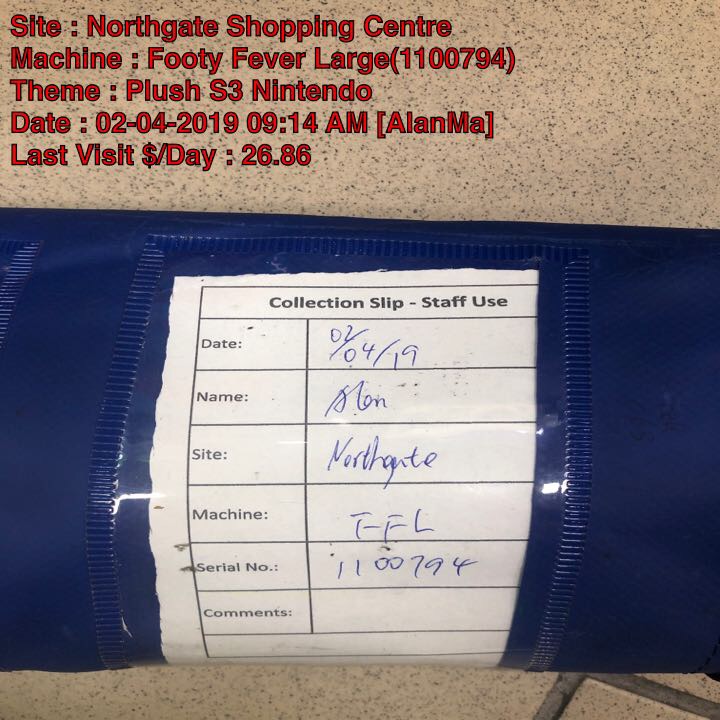 Site : Northgate Shopping Centre
Machine : Footy Fever Large(1100794)
Theme : Plush S3 Nintendo
Date : 02-04-2019 09:14 AM [AlanMa]
Last Visit $/Day : 26.86
Collection Slip - Staff Use
Date: 02/04/19
Name: Alan
Site: Northgate
Machine: FFL
Serial No.: 1100794
Comments: